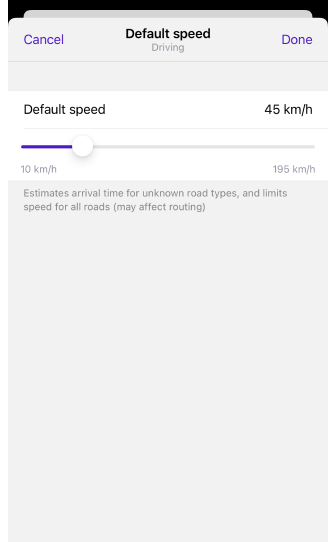 Cancel
Default speed
Done
Driving
Default speed
45 km/h
10 km/h
195 km/h
Estimates arrival time for unknown road types, and limits
speed for all roads (may affect routing)